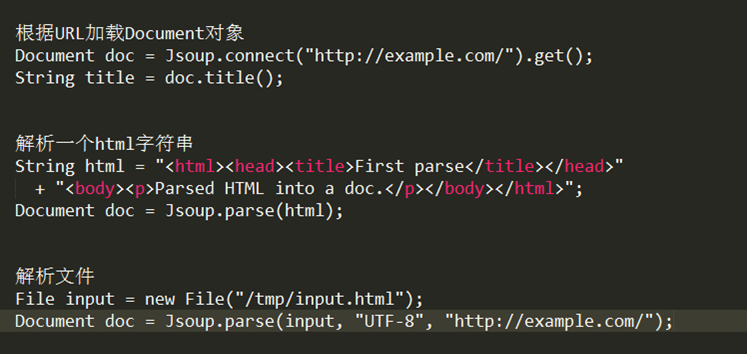 根据URL加载Document对象
Document doc = Jsoup.connect("http://example.com/").get();
String title = doc.title();
解析一个html字符串
String html = "<html><head><title>First parse</title></head>"
+ "<body><p>Parsed HTML into a doc.</p></body></html>";
Document doc = Jsoup.parse(html);
解析文件
File input = new File("/tmp/input.html");
Document doc = Jsoup.parse(input, "UTF-8", "http://example.com/");